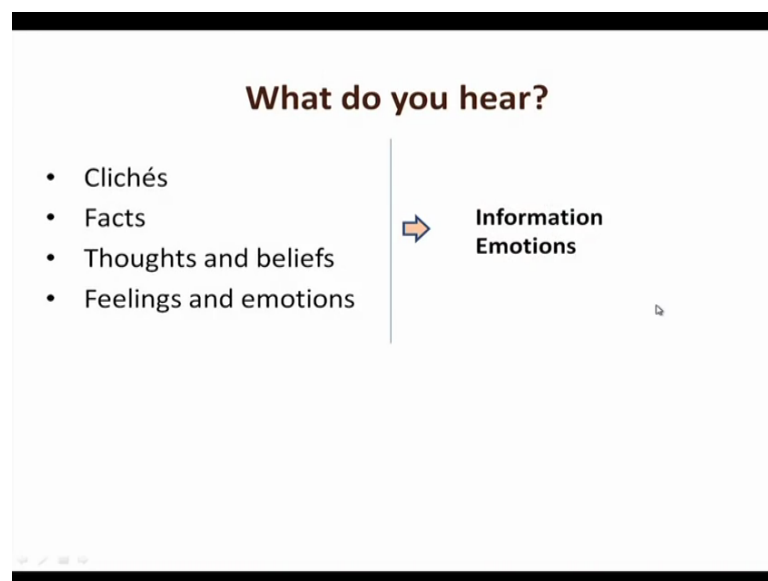 What do you hear?
• Clichés
• Facts
• Thoughts and beliefs
• Feelings and emotions
Information
Emotions